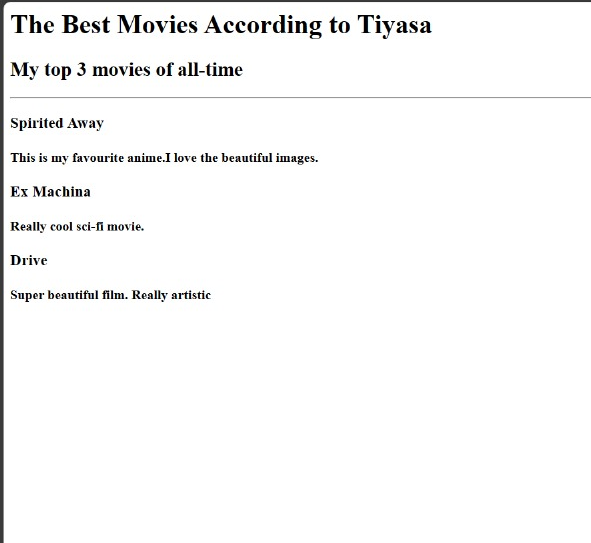 The Best Movies According to Tiyasa
My top 3 movies of all-time
Spirited Away
This is my favourite anime.I love the beautiful images.
Ex Machina
Really cool sci-fi movie.
Drive
Super beautiful film. Really artistic